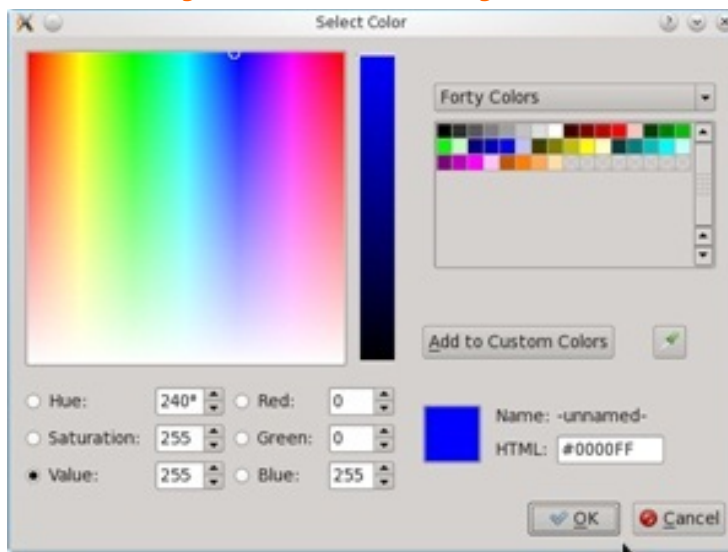 Select Color
Forty Colors
Add to Custom Colors
Hue: 240° Red: 0
Saturation: 255 Green: 0
Value: 255 Blue: 255
Name: -unnamed-
HTML: #0000FF
OK Cancel